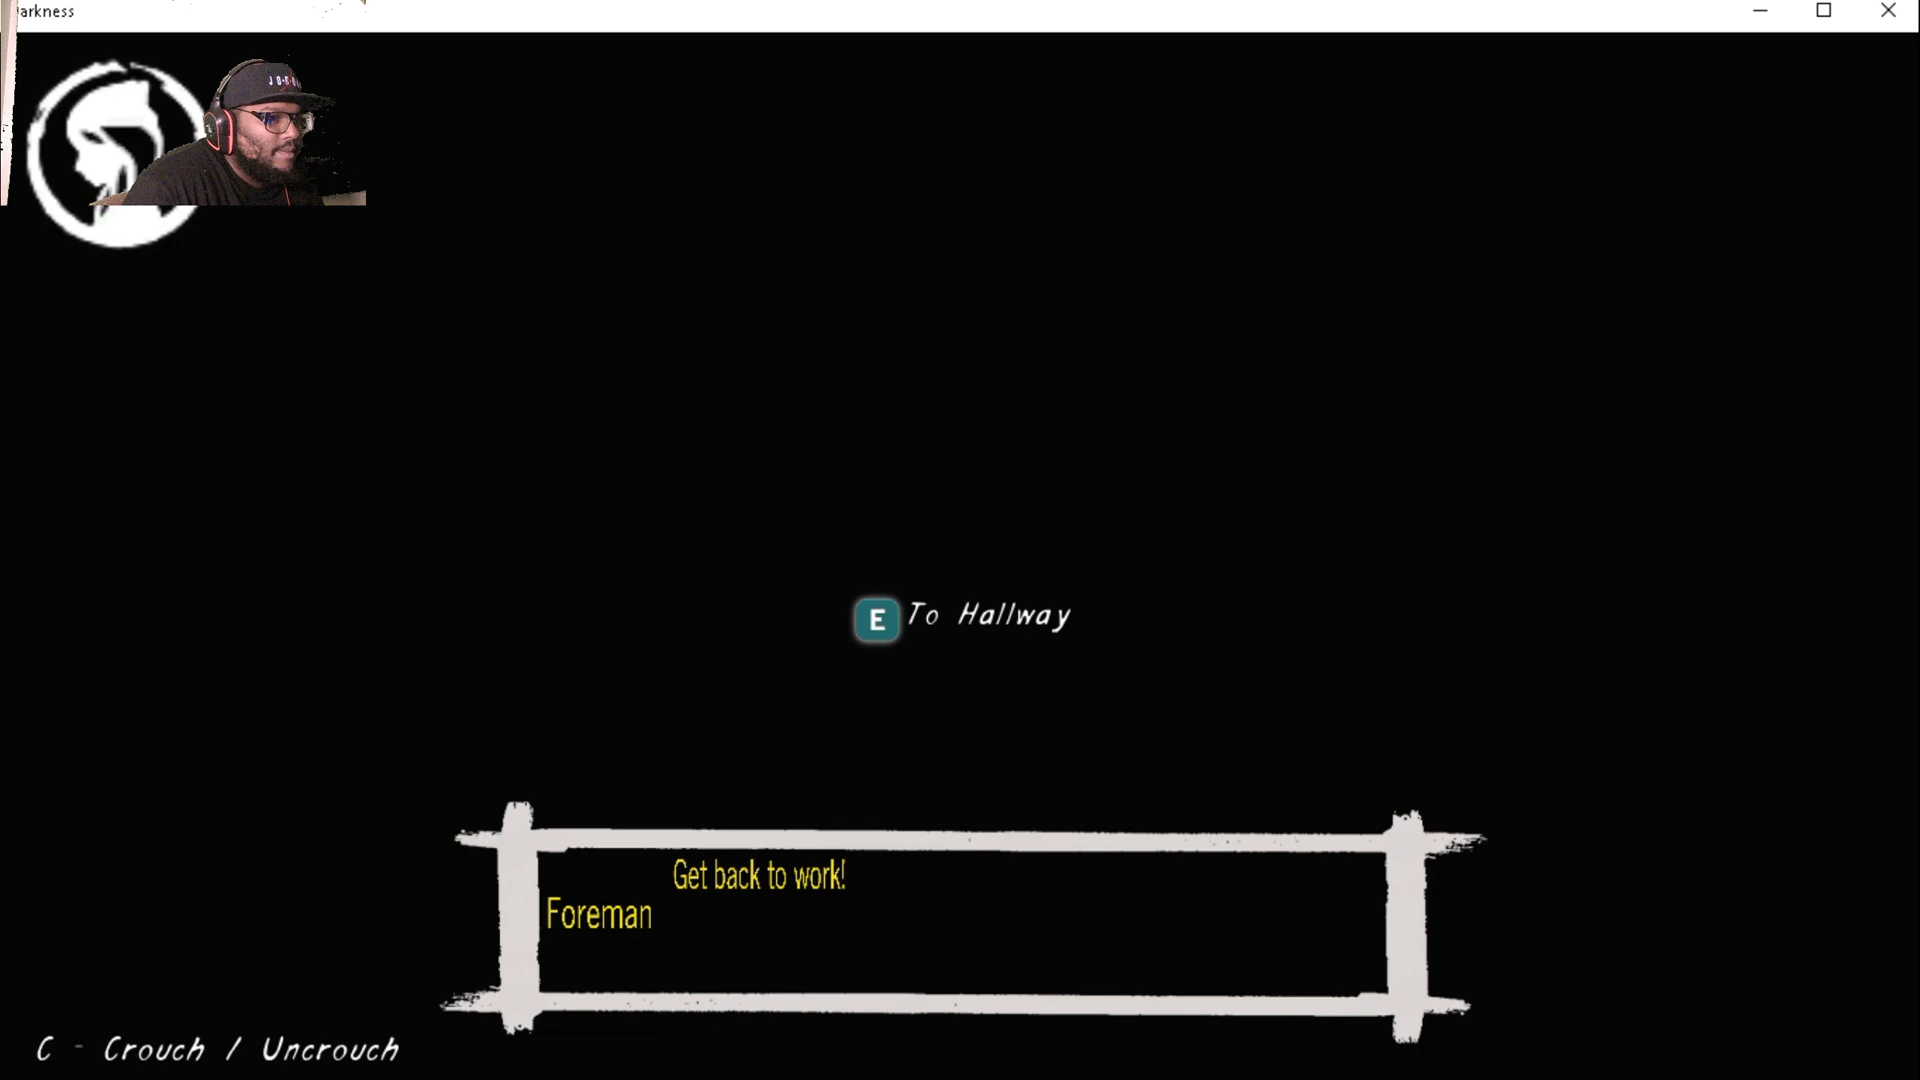 arkness
E To Hallway
Get back to work!
Foreman
C - Crouch / Uncrouch